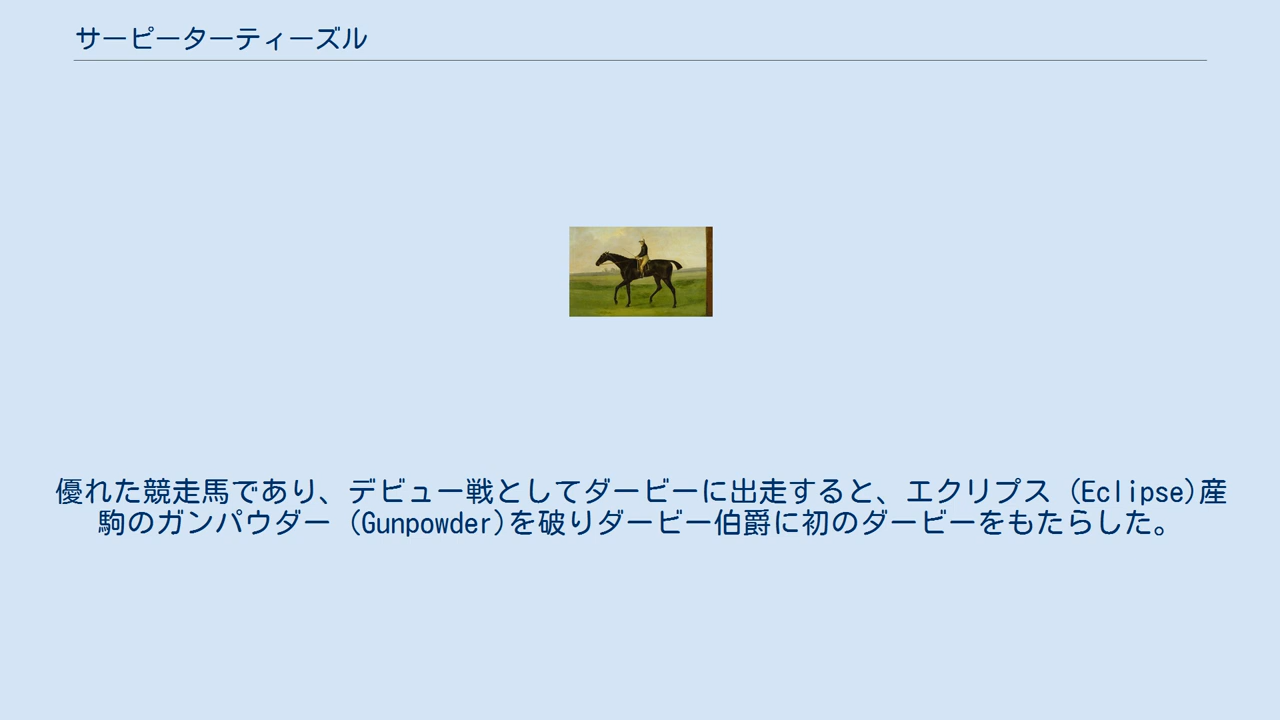 サーピーターティーズル
優れた競走馬であり、デビュー戦としてダービーに出走すると、エクリプス (Eclipse)産
駒のガンパウダー (Gunpowder)を破りダービー伯爵に初のダービーをもたらした。